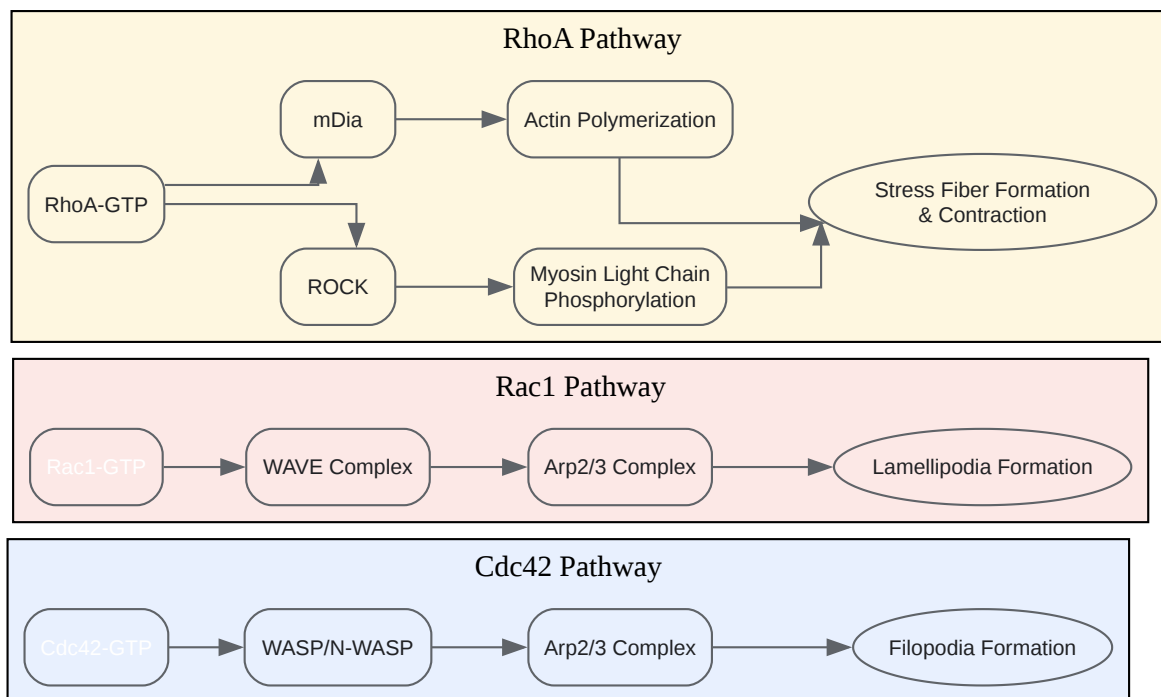 RhoA Pathway
mDia
Actin Polymerization
RhoA-GTP
Stress Fiber Formation
& Contraction
ROCK
Myosin Light Chain
Phosphorylation
Rac1 Pathway
Rac1-GTP
WAVE Complex
Arp2/3 Complex
Lamellipodia Formation
Cdc42 Pathway
Cdc42-GTP
WASP/N-WASP
Arp2/3 Complex
Filopodia Formation